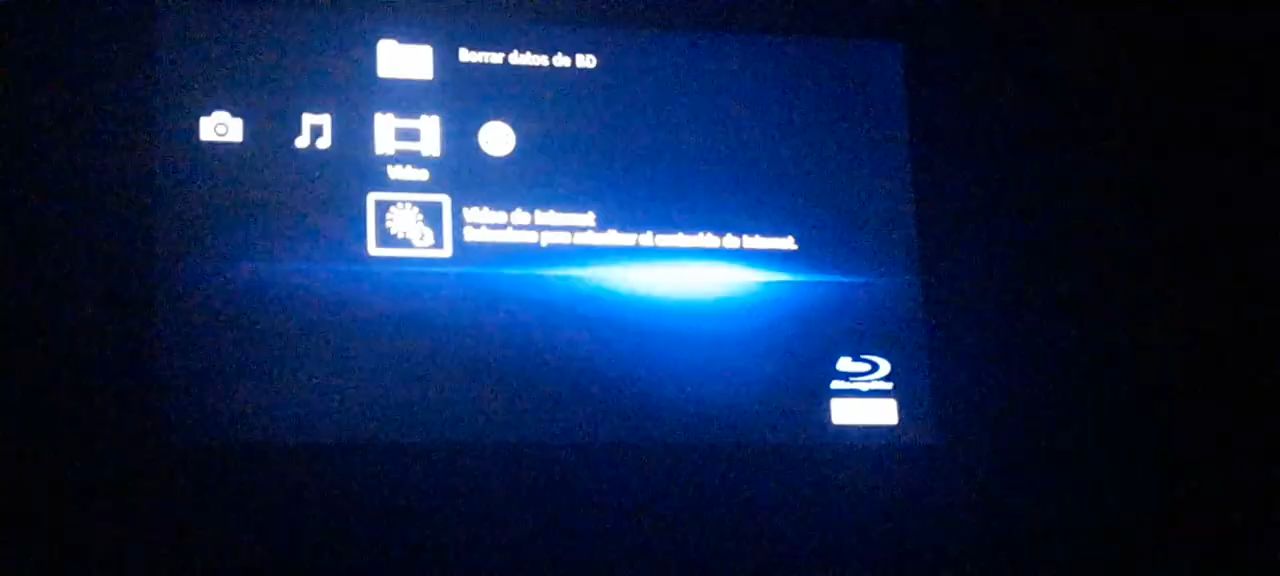 Borrar datos de BD
Video
Video de Internet
Seleccione para actualizar el contenido de Internet.